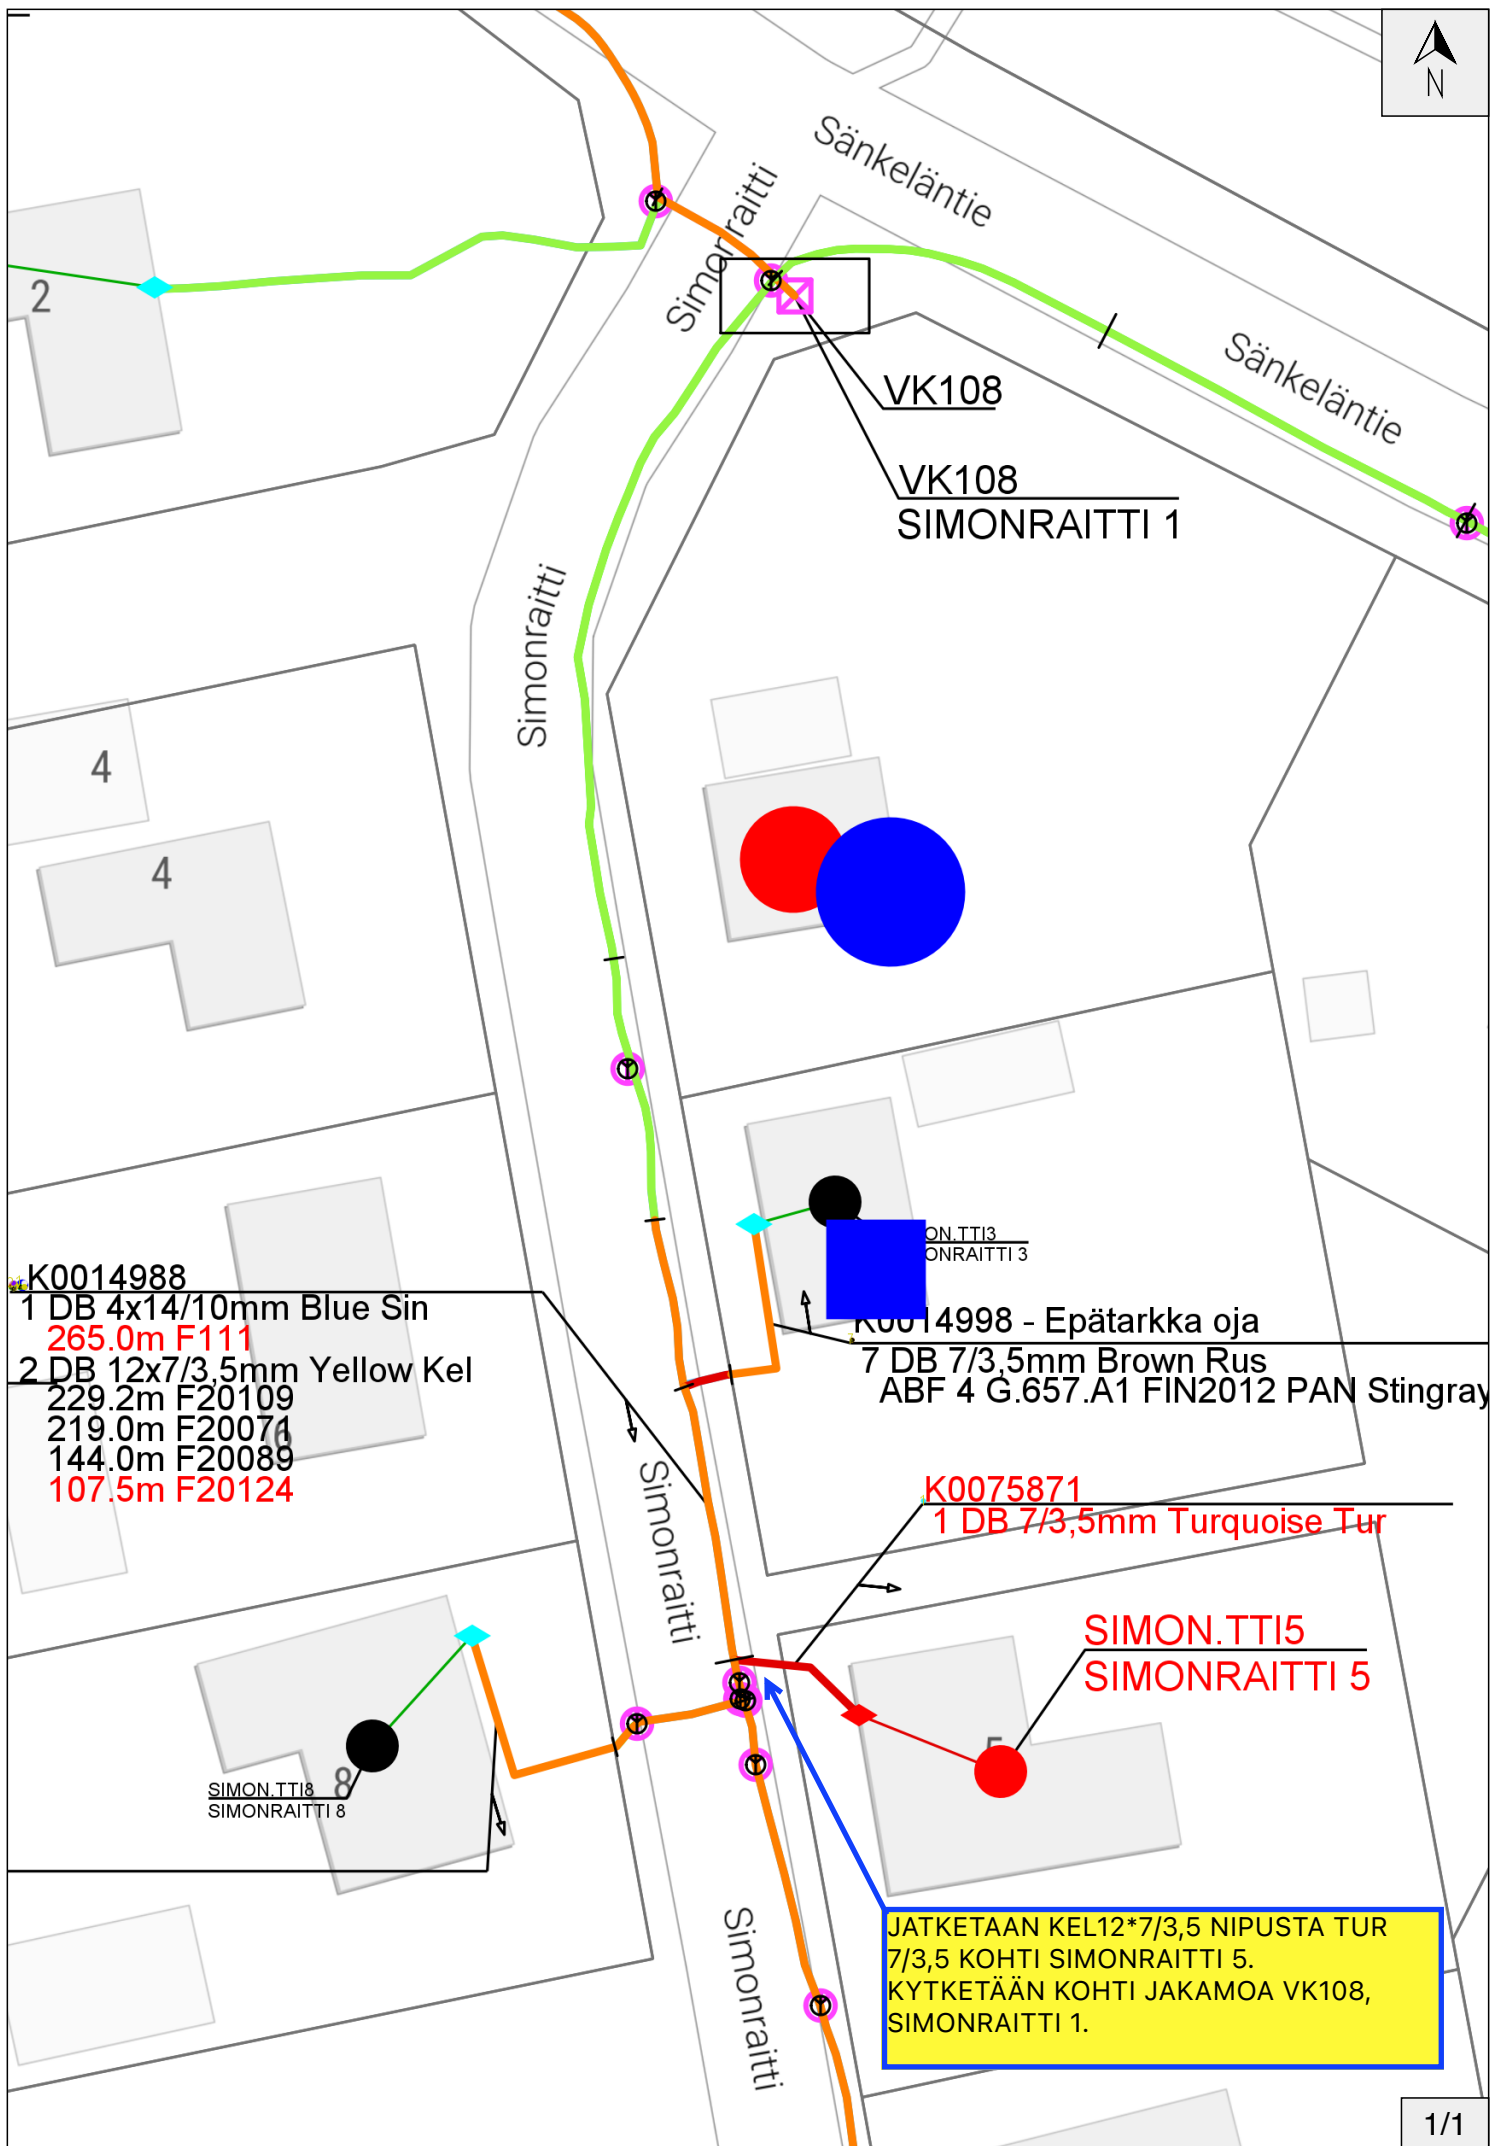 N
Sänkeläntie
Simonraitti
2
Sänkeläntie
VK108
VK108
SIMONRAITTI 1
Simonraitti
4
4
ON.TTI3
ONRAITTI 3
K0014988
1 DB 4x14/10mm Blue Sin
265.0m F111
2 DB 12x7/3,5mm Yellow Kel
229.2m F20109
219.0m F20071
144.0m F20089
107.5m F20124
6
K0014998 - Epätarkka oja
7 DB 7/3,5mm Brown Rus
ABF 4 G.657.A1 FIN2012 PAN Stingray
Simonraitti
K0075871
1 DB 7/3,5mm Turquoise Tur
SIMON.TTI5
SIMONRAITTI 5
5
8
SIMON.TTI8
SIMONRAITTI 8
Simonraitti
JATKETAAN KEL12*7/3,5 NIPUSTA TUR
7/3,5 KOHTI SIMONRAITTI 5.
KYTKETÄÄN KOHTI JAKAMOA VK108,
SIMONRAITTI 1.
1/1